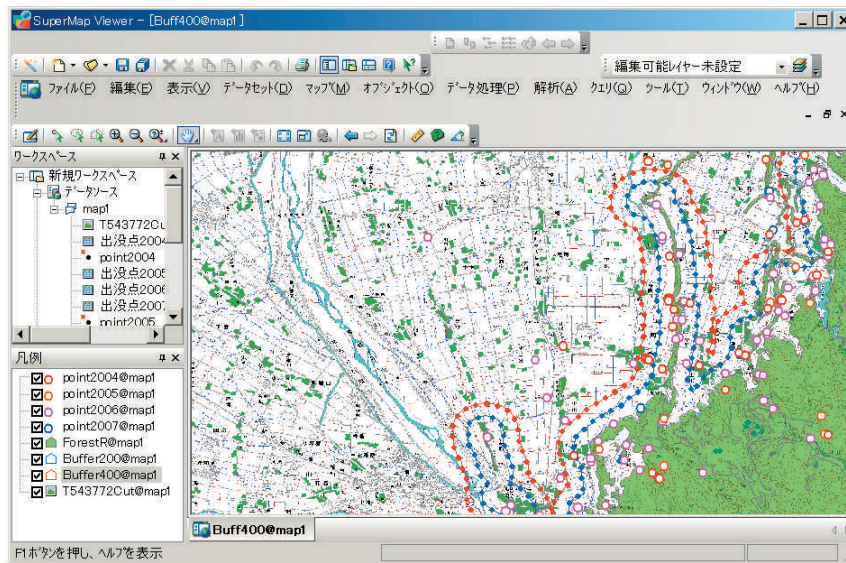 SuperMap Viewer - [Buff400@map1]
編集可能レイヤー未設定
ファイル(F) 編集(E) 表示(V) データセット(D) マップ(M) オブジェクト(O) データ処理(P) 解析(A) クエリ(Q) ツール(T) ウィンドウ(W) ヘルプ(H)
ワークスペース
新規ワークスペース
データソース
map1
T543772Cu
出没点2004
point2004
出没点2005
出没点2006
出没点2007
point2005
凡例
point2004@map1
point2005@map1
point2006@map1
point2007@map1
ForestR@map1
Buffer200@map1
Buffer400@map1
T543772Cut@map1
Buff400@map1
F1ボタンを押し、ヘルプを表示